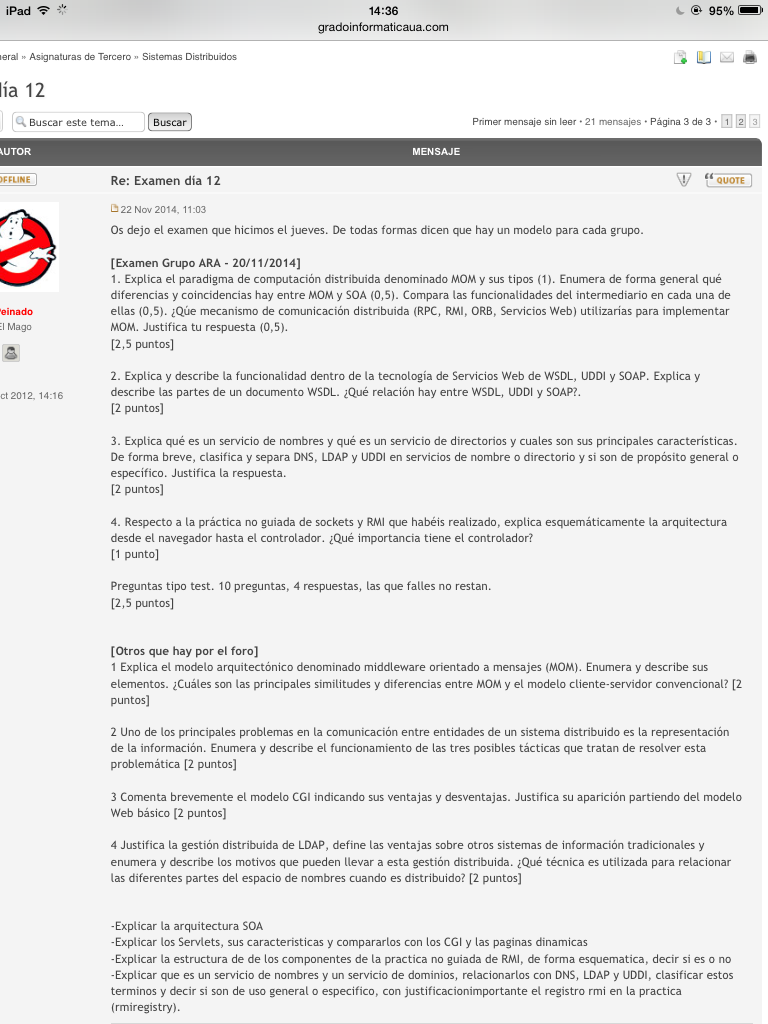 iPad 14:36 95%
gradoinformaticaua.com
eral » Asignaturas de Tercero » Sistemas Distribuidos
ía 12
Buscar este tema... Buscar
Primer mensaje sin leer • 21 mensajes • Página 3 de 3 • 1 2 3
AUTOR MENSAJE
OFFLINE Re: Examen día 12 QUOTE
22 Nov 2014, 11:03
Os dejo el examen que hicimos el jueves. De todas formas dicen que hay un modelo para cada grupo.
[Examen Grupo ARA - 20/11/2014]
1. Explica el paradigma de computación distribuida denominado MOM y sus tipos (1). Enumera de forma general qué
diferencias y coincidencias hay entre MOM y SOA (0,5). Compara las funcionalidades del intermediario en cada una de
ellas (0,5). ¿Qúe mecanismo de comunicación distribuida (RPC, RMI, ORB, Servicios Web) utilizarías para implementar
MOM. Justifica tu respuesta (0,5).
[2,5 puntos]
Peinado
El Mago
ct 2012, 14:16
2. Explica y describe la funcionalidad dentro de la tecnología de Servicios Web de WSDL, UDDI y SOAP. Explica y
describe las partes de un documento WSDL. ¿Qué relación hay entre WSDL, UDDI y SOAP?.
[2 puntos]
3. Explica qué es un servicio de nombres y qué es un servicio de directorios y cuales son sus principales características.
De forma breve, clasifica y separa DNS, LDAP y UDDI en servicios de nombre o directorio y si son de propósito general o
específico. Justifica la respuesta.
[2 puntos]
4. Respecto a la práctica no guiada de sockets y RMI que habéis realizado, explica esquemáticamente la arquitectura
desde el navegador hasta el controlador. ¿Qué importancia tiene el controlador?
[1 punto]
Preguntas tipo test. 10 preguntas, 4 respuestas, las que falles no restan.
[2,5 puntos]
[Otros que hay por el foro]
1 Explica el modelo arquitectónico denominado middleware orientado a mensajes (MOM). Enumera y describe sus
elementos. ¿Cuáles son las principales similitudes y diferencias entre MOM y el modelo cliente-servidor convencional? [2
puntos]
2 Uno de los principales problemas en la comunicación entre entidades de un sistema distribuido es la representación
de la información. Enumera y describe el funcionamiento de las tres posibles tácticas que tratan de resolver esta
problemática [2 puntos]
3 Comenta brevemente el modelo CGI indicando sus ventajas y desventajas. Justifica su aparición partiendo del modelo
Web básico [2 puntos]
4 Justifica la gestión distribuida de LDAP, define las ventajas sobre otros sistemas de información tradicionales y
enumera y describe los motivos que pueden llevar a esta gestión distribuida. ¿Qué técnica es utilizada para relacionar
las diferentes partes del espacio de nombres cuando es distribuido? [2 puntos]
-Explicar la arquitectura SOA
-Explicar los Servlets, sus caracteristicas y compararlos con los CGI y las paginas dinamicas
-Explicar la estructura de de los componentes de la practica no guiada de RMI, de forma esquematica, decir si es o no
-Explicar que es un servicio de nombres y un servicio de dominios, relacionarlos con DNS, LDAP y UDDI, clasificar estos
terminos y decir si son de uso general o especifico, con justificacionimportante el registro rmi en la practica
(rmiregistry).